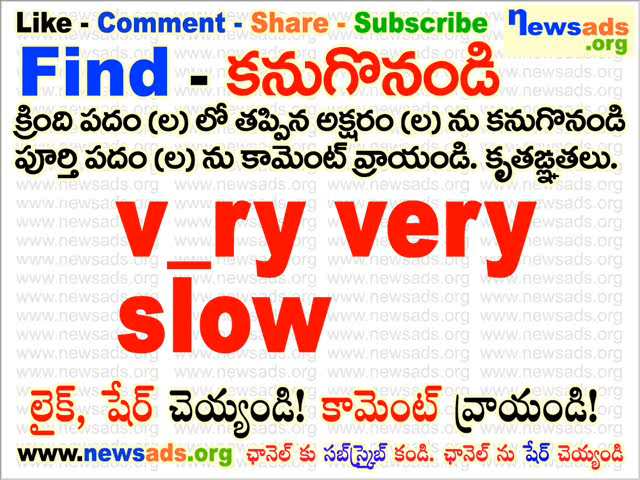 Like - Comment - Share - Subscribe
newsads
.org
Find - కనుగొనండి
క్రింది పదం (ల) లో తప్పిన అక్షరం (ల) ను కనుగొనండి
పూర్తి పదం (ల) ను కామెంట్ వ్రాయండి. కృతజ్ఞతలు.
v_ry very
slow
లైక్, షేర్ చెయ్యండి! కామెంట్ వ్రాయండి!
www.newsads.org ఛానెల్ కు సబ్‌స్క్రైబ్ కండి. ఛానెల్ ను షేర్ చెయ్యండి